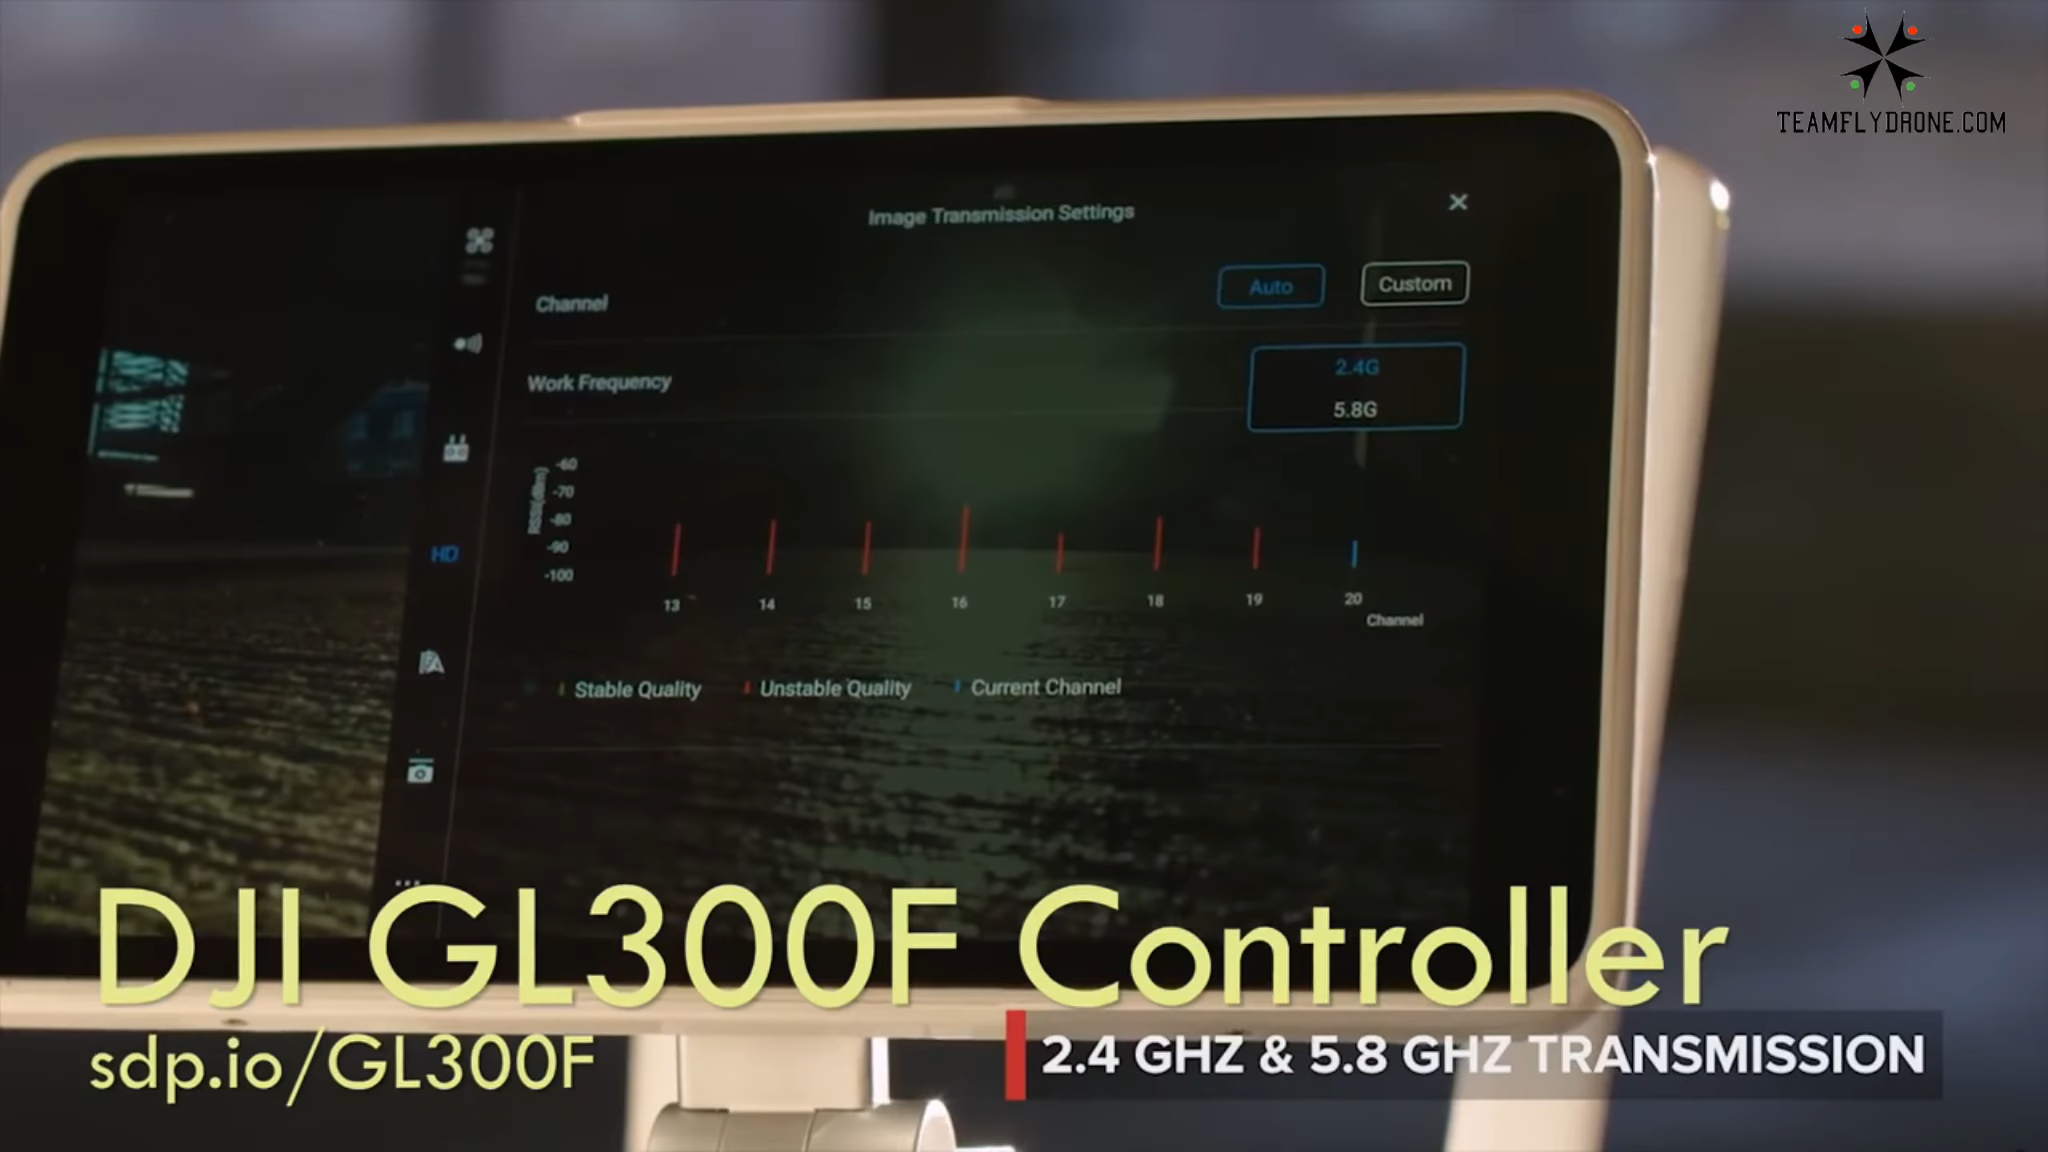 TEAMFLYDRONE.COM
Image Transmission Settings
Channel
Auto
Custom
Work Frequency
2.4G
5.8G
RSSI(dBm)
-60
-70
-80
-90
-100
HD
13 14 15 16 17 18 19 20
Channel
Stable Quality Unstable Quality Current Channel
DJI GL300F Controller
sdp.io/GL300F
2.4 GHZ & 5.8 GHZ TRANSMISSION